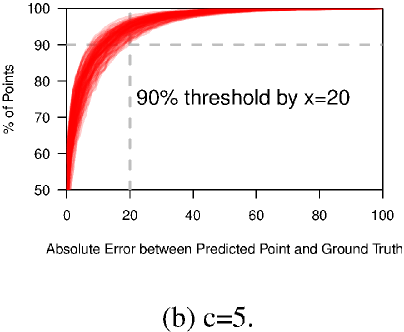 100
90
80
70
60
50
% of Points
90% threshold by x=20
0 20 40 60 80 100
Absolute Error between Predicted Point and Ground Truth
(b) c=5.